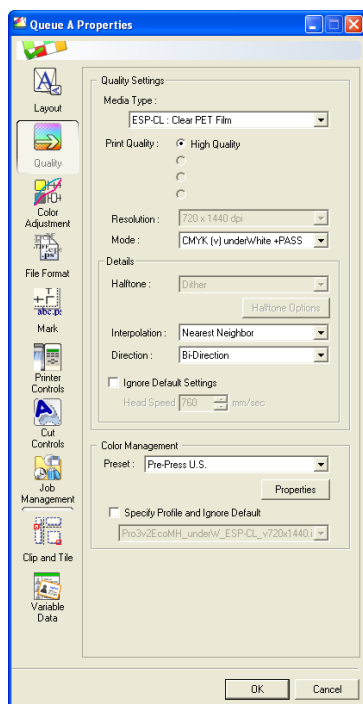 Queue A Properties
Layout
Quality
Color
Adjustment
File Format
Mark
Printer
Controls
Cut
Controls
Job
Management
Clip and Tile
Variable
Data
Quality Settings
Media Type :
ESP-CL : Clear PET Film
Print Quality : High Quality
Resolution : 720 x 1440 dpi
Mode : CMYK (v) underWhite +PASS
Details
Halftone : Dither
Halftone Options
Interpolation : Nearest Neighbor
Direction : Bi-Direction
Ignore Default Settings
Head Speed 760 mm/sec
Color Management
Preset : Pre-Press U.S.
Properties
Specify Profile and Ignore Default
Pro3v2EcoMH_underW_ESP-CL_v720x1440.i
OK Cancel